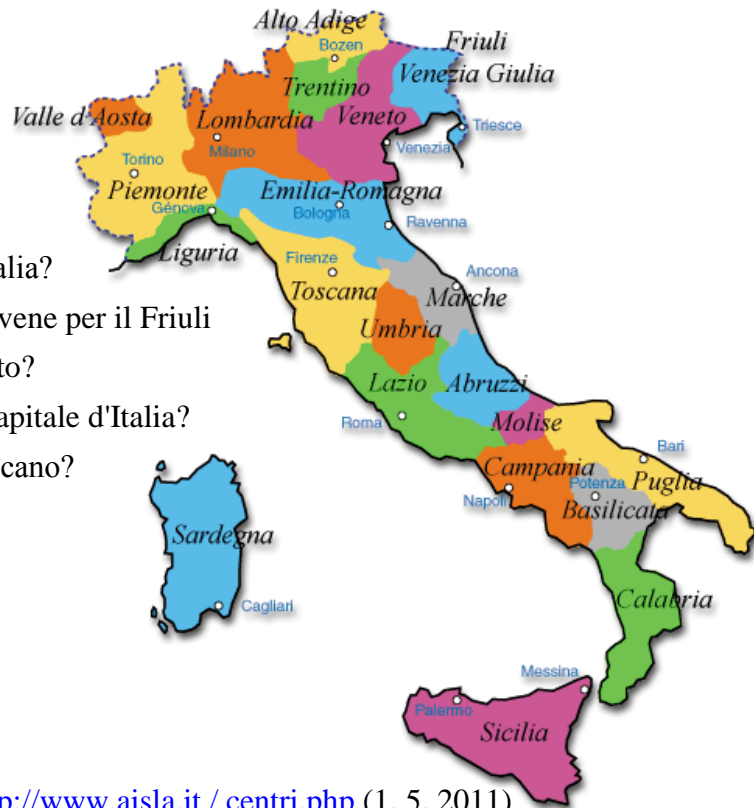 Alto Adige
Bozen
Friuli
Venezia Giulia
Trentino
Valle d'Aosta
Lombardia
Veneto
Triesce
Milano
Venezia
Torino
Piemonte
Emilia-Romagna
Génova
Bologna
Ravenna
Liguria
alia?
Firenze
Ancona
Toscana
Marche
vene per il Friuli
Umbria
to?
Lazio
Abruzzi
apitale d'Italia?
Roma
Molise
cano?
Bari
Campania
Potenza
Puglia
Napoli
Basilicata
Sardegna
Cagliari
Calabria
Messina
Palermo
Sicilia
p://www.aisla.it / centri.php (1. 5. 2011)